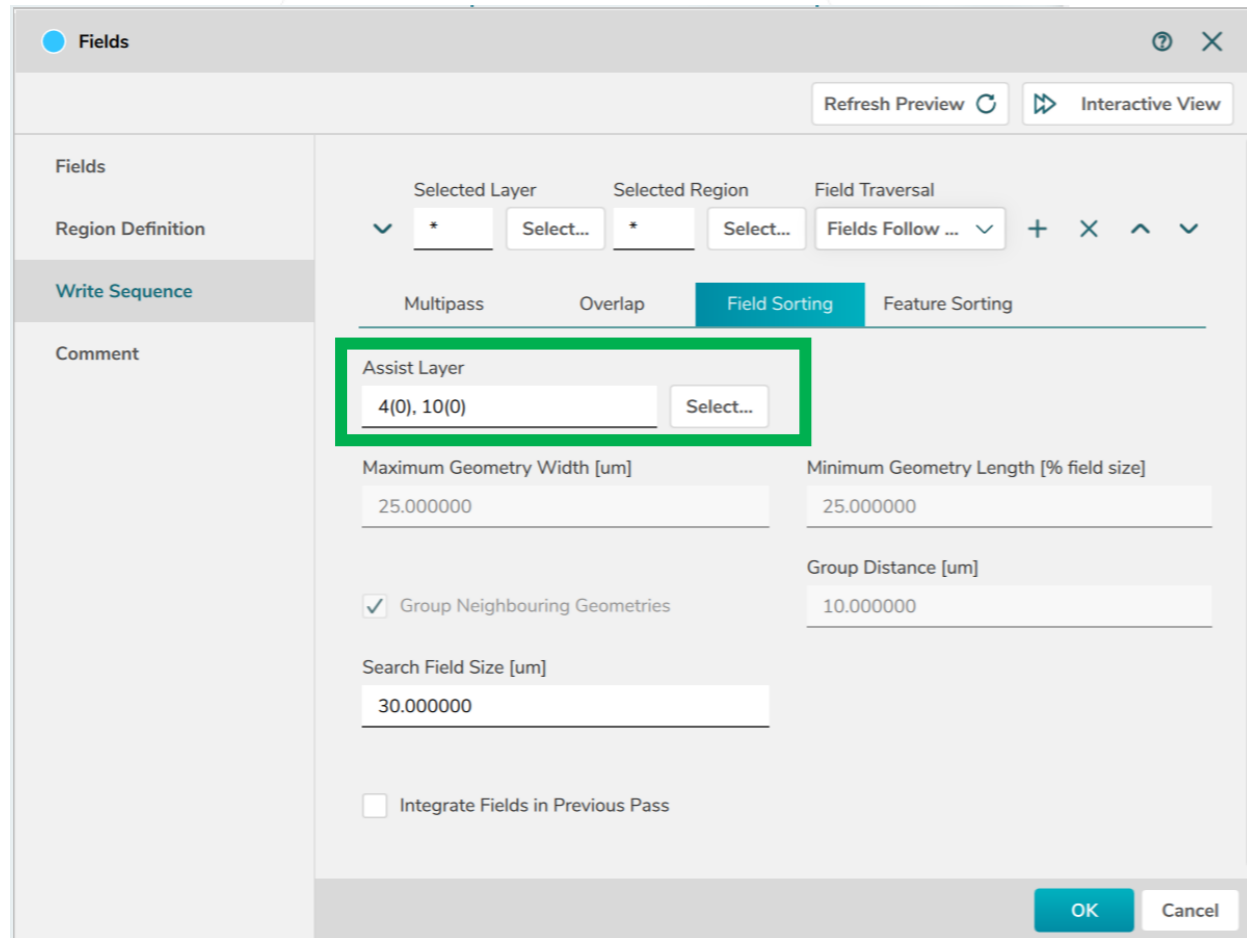 Fields
Refresh Preview
Interactive View
Fields
Region Definition
Write Sequence
Comment
Selected Layer
Selected Region
Field Traversal
*
Select...
*
Select...
Fields Follow ...
Multipass
Overlap
Field Sorting
Feature Sorting
Assist Layer
4(0), 10(0)
Select...
Maximum Geometry Width [um]
Minimum Geometry Length [% field size]
25.000000
25.000000
Group Distance [um]
Group Neighbouring Geometries
10.000000
Search Field Size [um]
30.000000
Integrate Fields in Previous Pass
OK
Cancel